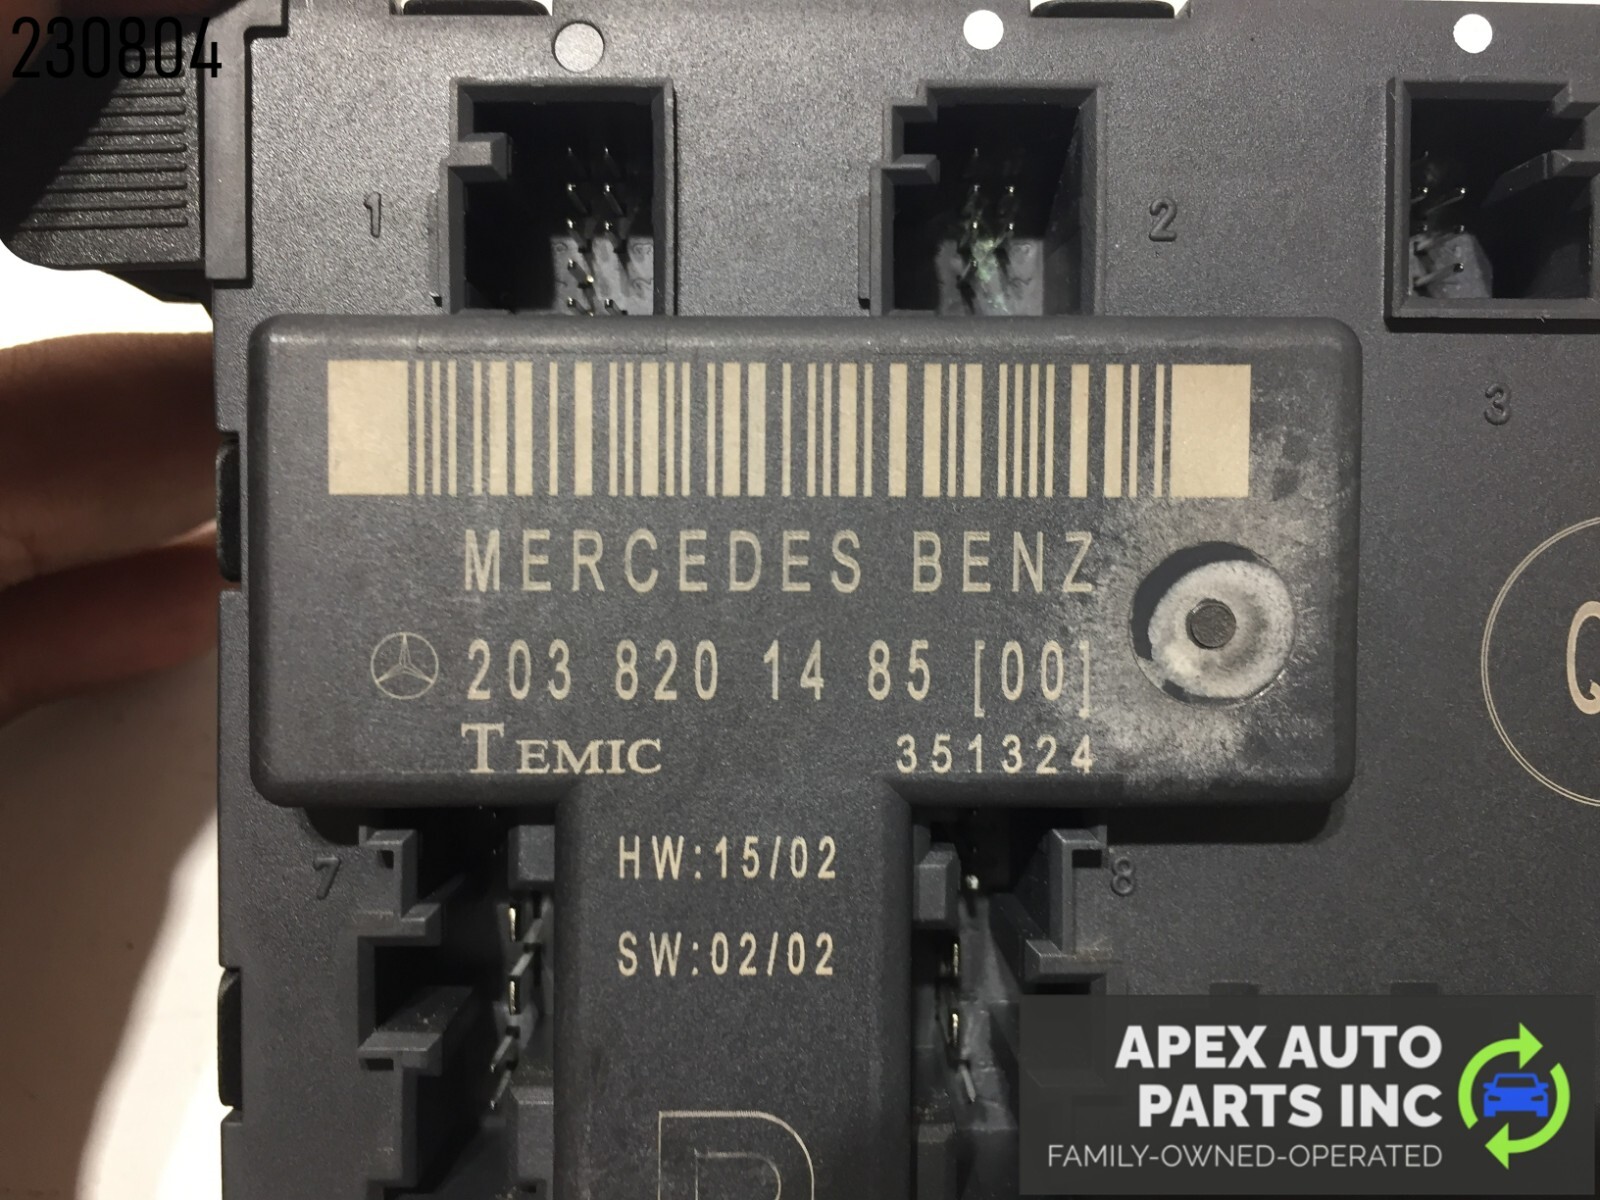 230804
1
2
3
MERCEDES BENZ
203 820 14 85 [00]
TEMIC 351324
HW:15/02
SW:02/02
7
8
APEX AUTO
PARTS INC
FAMILY-OWNED-OPERATED